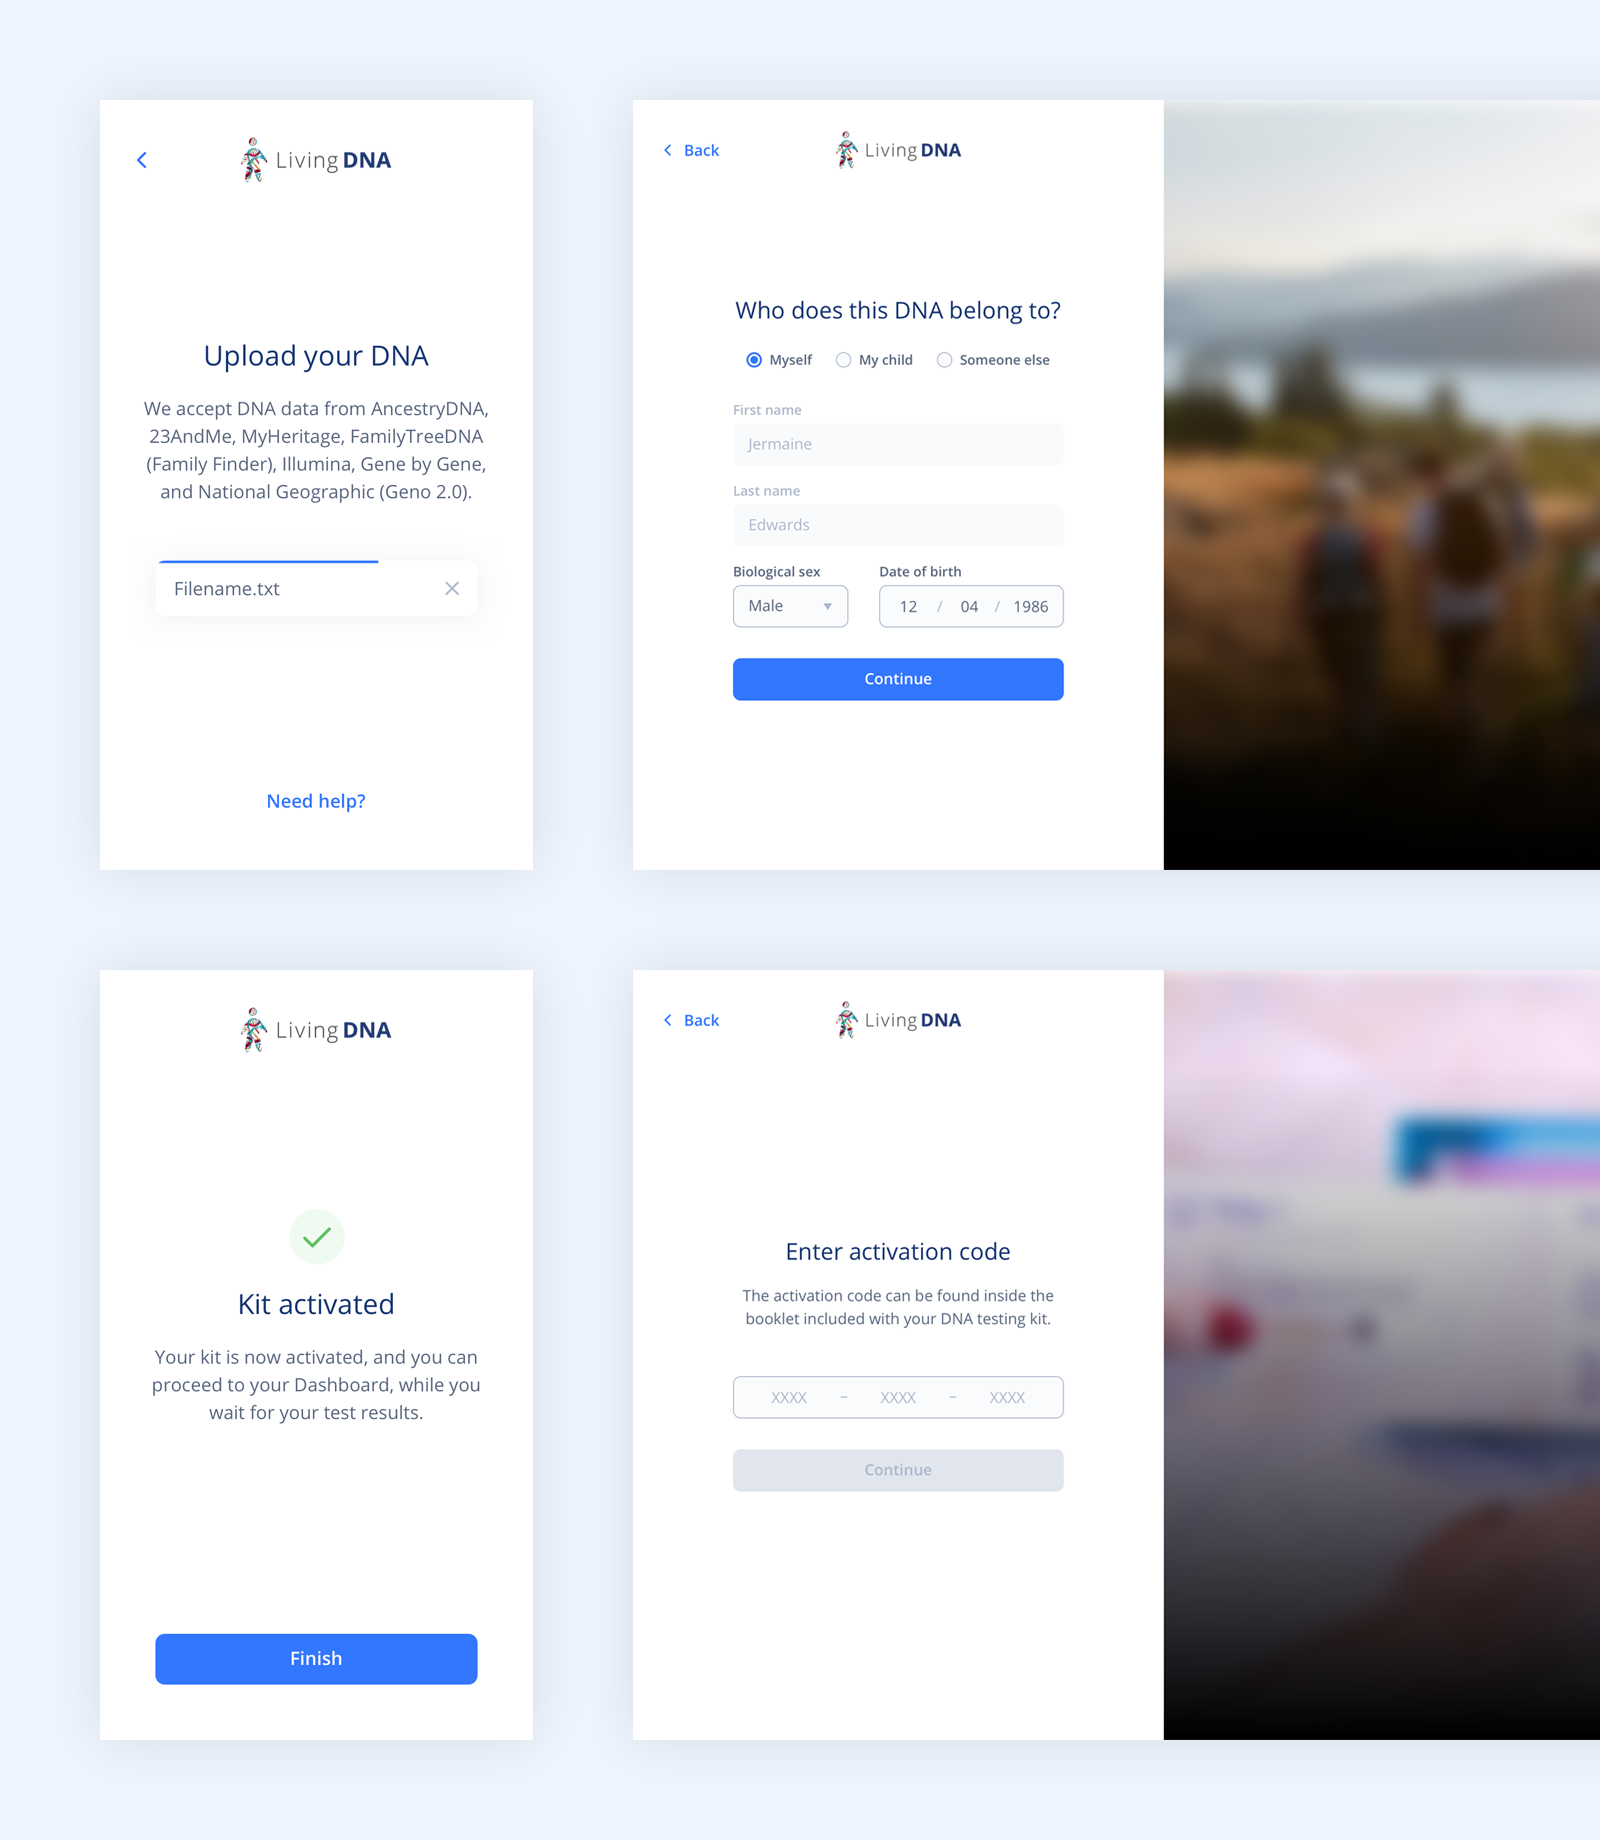 Living DNA
Upload your DNA
We accept DNA data from AncestryDNA,
23AndMe, MyHeritage, FamilyTreeDNA
(Family Finder), Illumina, Gene by Gene,
and National Geographic (Geno 2.0).
Filename.txt
Need help?
Back
Living DNA
Who does this DNA belong to?
Myself My child Someone else
First name
Jermaine
Last name
Edwards
Biological sex Date of birth
Male 12 / 04 / 1986
Continue
Living DNA
Kit activated
Your kit is now activated, and you can
proceed to your Dashboard, while you
wait for your test results.
Finish
Back
Living DNA
Enter activation code
The activation code can be found inside the
booklet included with your DNA testing kit.
XXXX – XXXX – XXXX
Continue